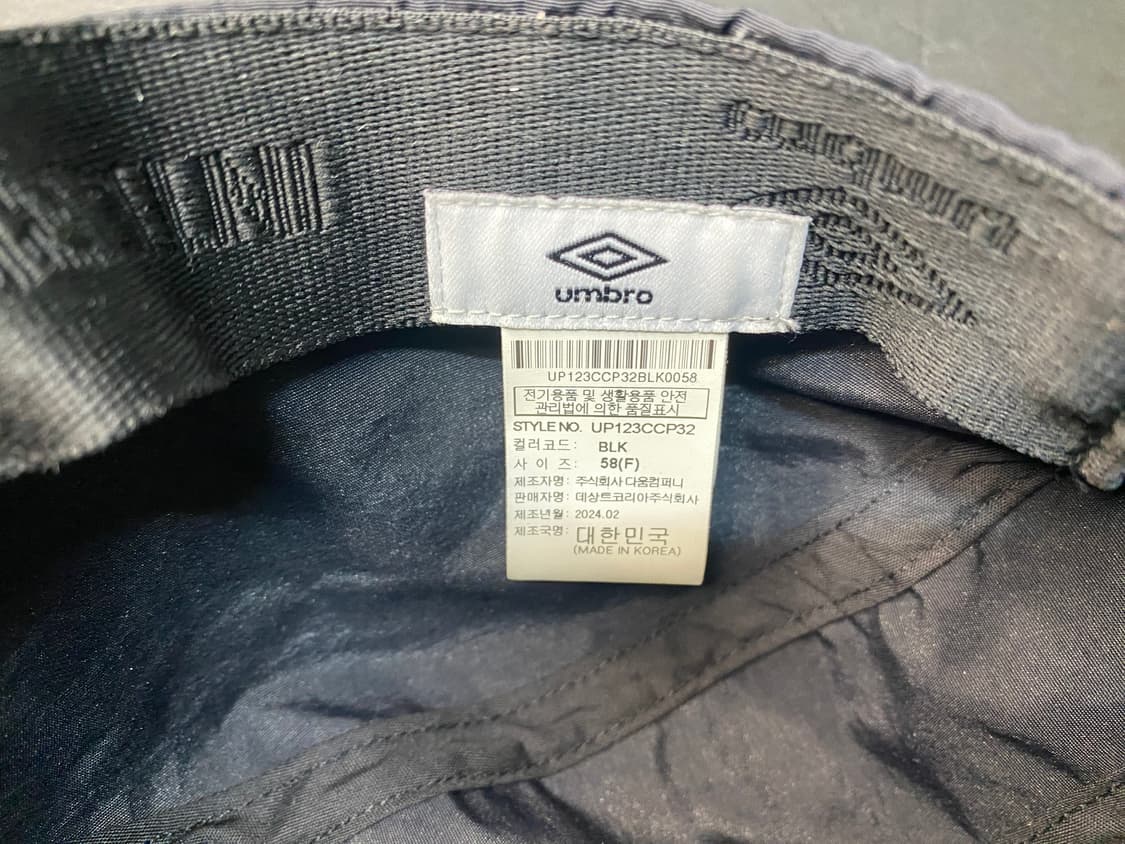 umbro
UP123CCP32BLK0058
전기용품 및 생활용품 안전
관리법에 의한 품질표시
STYLE NO. UP123CCP32
컬러코드: BLK
사 이 즈: 58(F)
제조자명: 주식회사 다움컴퍼니
판매자명: 데상트코리아주식회사
제조년월: 2024.02
제조국명: 대한민국
(MADE IN KOREA)